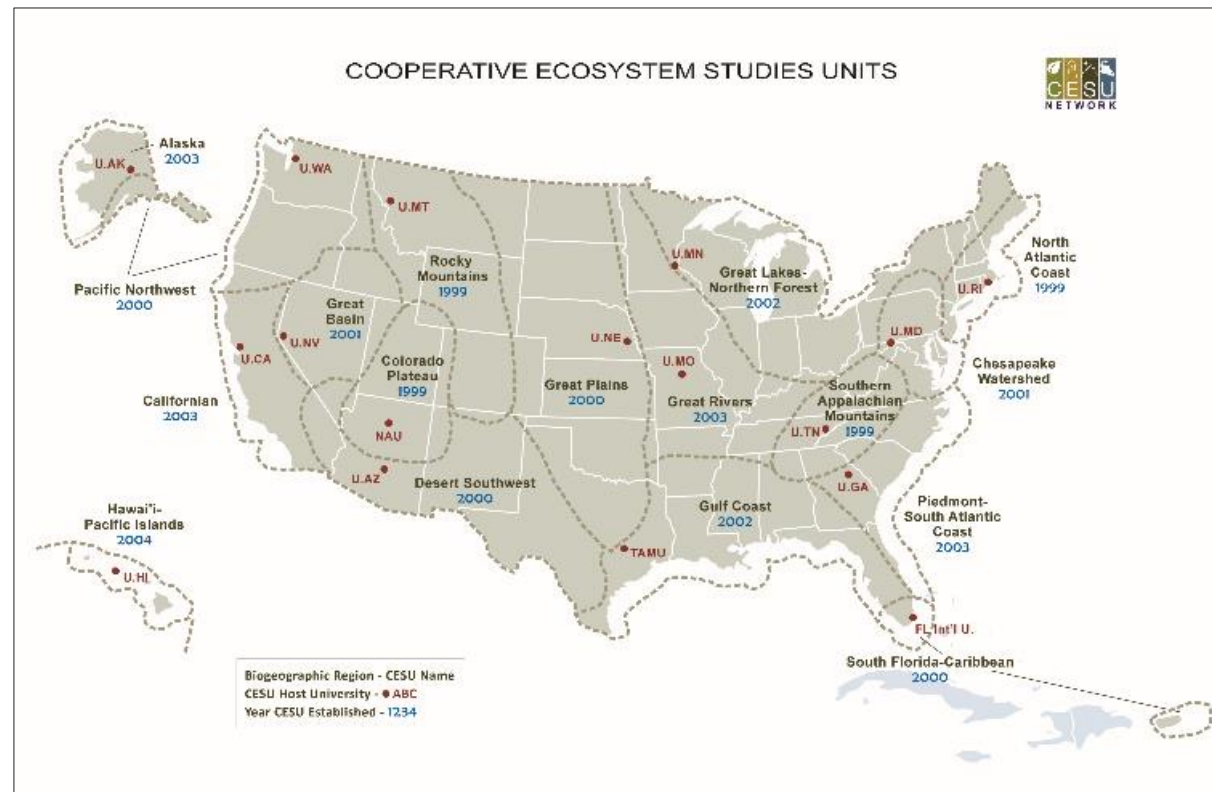 COOPERATIVE ECOSYSTEM STUDIES UNITS
CESU
NETWORK
Alaska
2003
U.AK
U.WA
U.MT
Pacific Northwest
2000
Rocky
Mountains
1999
Great
Basin
2001
U.NV
U.CA
Californian
2003
Colorado
Plateau
1999
NAU
U.AZ
Desert Southwest
2000
U.NE
Great Plains
2000
U.MN
Great Lakes-
Northern Forest
2002
U.MO
Great Rivers
2003
North
Atlantic
Coast
1999
U.RI
U.MD
Chesapeake
Watershed
2001
Southern
Appalachian
Mountains
1999
U.TN
U.GA
Piedmont-
South Atlantic
Coast
2003
Gulf Coast
2002
TAMU
Hawai'i-
Pacific Islands
2004
U.HI
FL Int'l U.
South Florida-Caribbean
2000
Biogeographic Region - CESU Name
CESU Host University - ABC
Year CESU Established - 1234